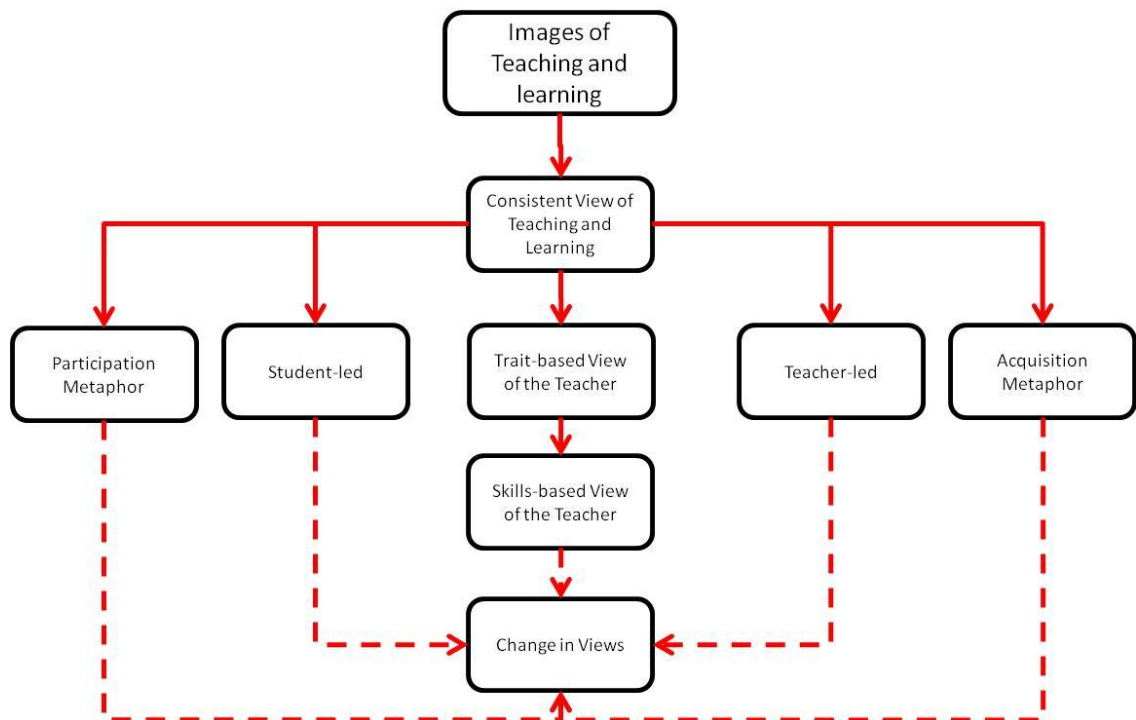 Images of
Teaching and
learning
Consistent View of
Teaching and
Learning
Participation
Metaphor
Student-led
Trait-based View
of the Teacher
Teacher-led
Acquisition
Metaphor
Skills-based View
of the Teacher
Change in Views